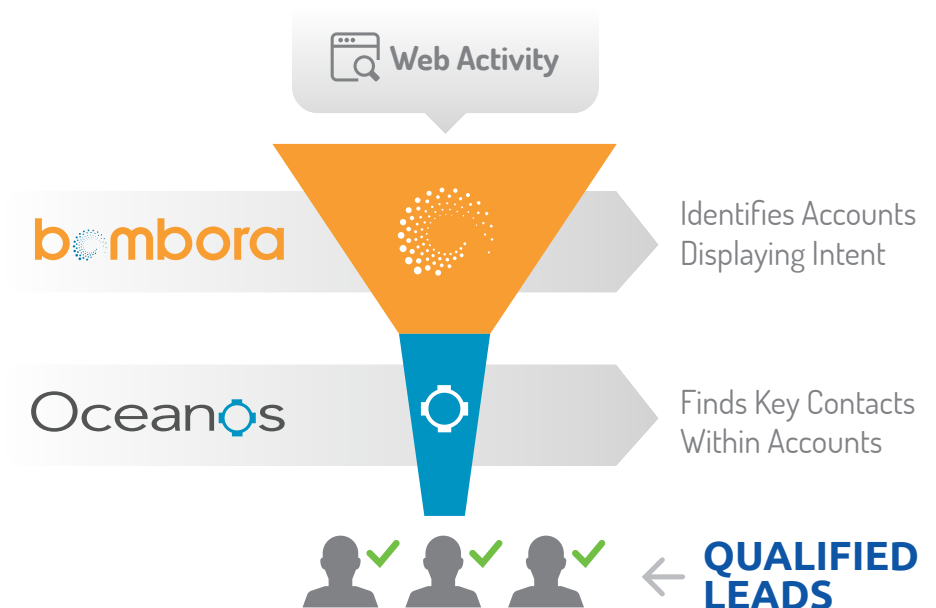 Web Activity
bombora
Identifies Accounts
Displaying Intent
Oceanos
Finds Key Contacts
Within Accounts
QUALIFIED
LEADS